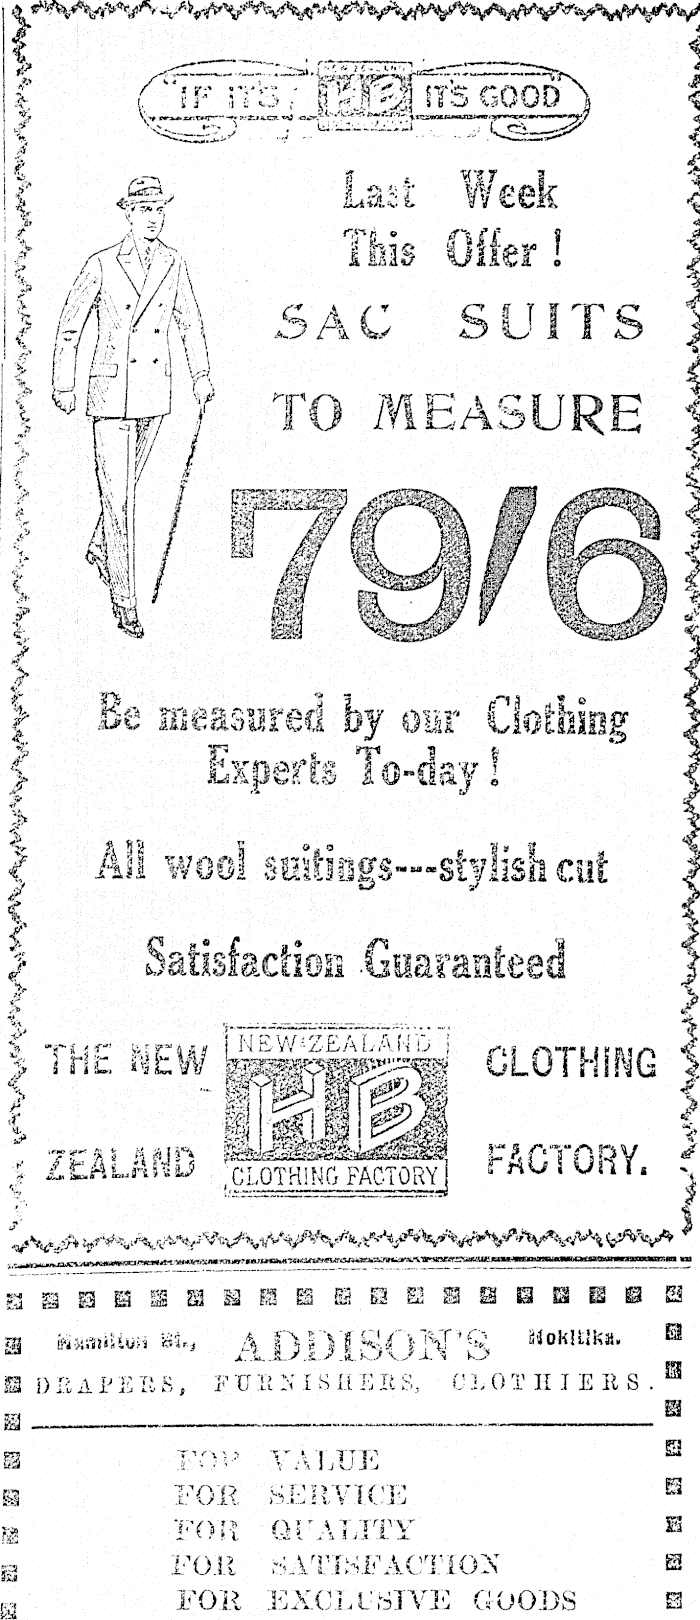 "IF IT'S NEW ZEALAND HB IT'S GOOD"
Last Week
This Offer !
SAC SUITS
TO MEASURE
79/6
Be measured by our Clothing
Experts To-day !
All wool suitings---stylish cut
Satisfaction Guaranteed
THE NEW ZEALAND
NEW ZEALAND
HB
CLOTHING FACTORY
CLOTHING FACTORY.
Hamilton St., ADDISON'S Hokitika.
DRAPERS, FURNISHERS, CLOTHIERS.
FOR VALUE
FOR SERVICE
FOR QUALITY
FOR SATISFACTION
FOR EXCLUSIVE GOODS